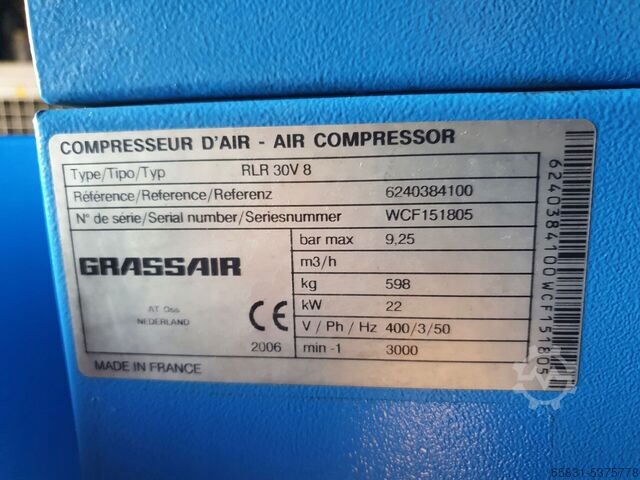 COMPRESSEUR D'AIR - AIR COMPRESSOR
Type/Tipo/Typ RLR 30V 8
Référence/Reference/Referenz 6240384100
N° de série/Serial number/Seriesnummer WCF151805
GRASSAIR
AT Oss
NEDERLAND
2006
CE
bar max 9,25
m3/h
kg 598
kW 22
V / Ph / Hz 400/3/50
min -1 3000
MADE IN FRANCE
6240384100WCF151805
55831-5375778